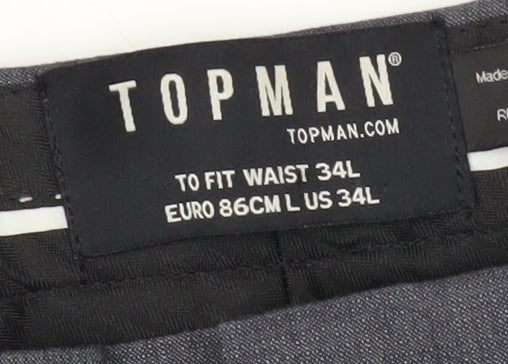 TOPMAN®
TOPMAN.COM
TO FIT WAIST 34L
EURO 86CM L US 34L
Made